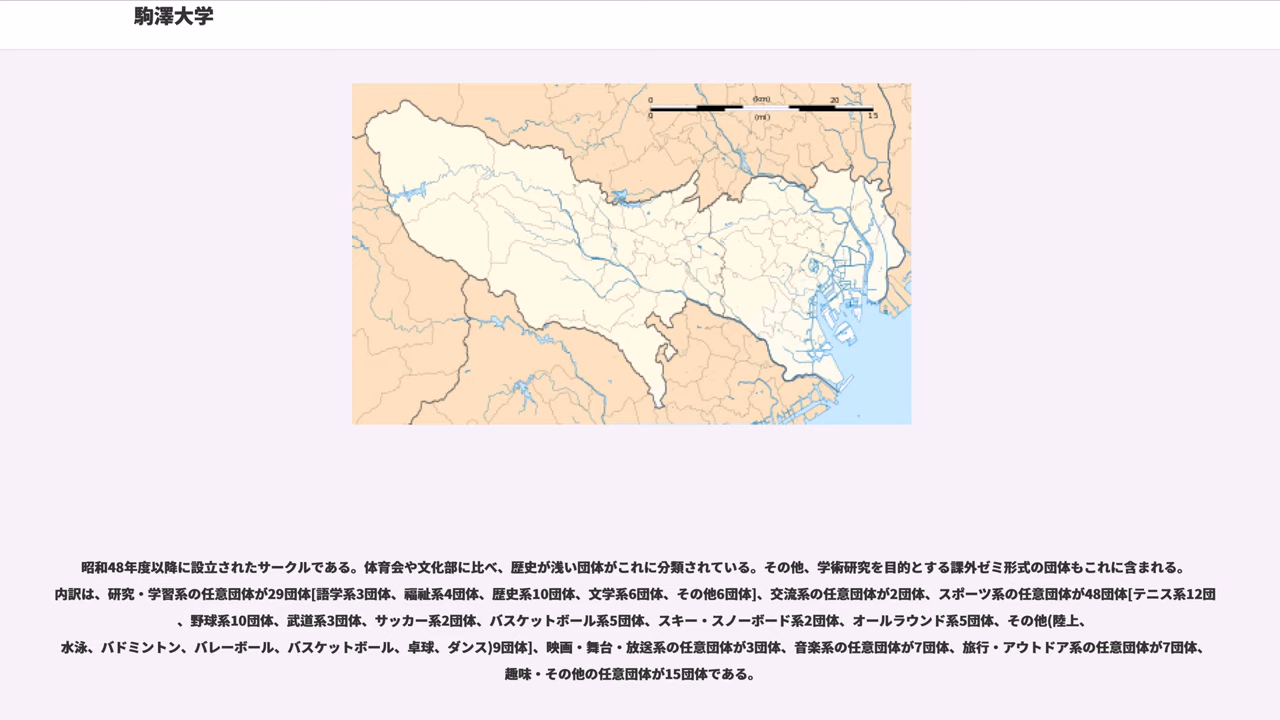 駒澤大学
0 (km) 20
0 (mi) 15
昭和48年度以降に設立されたサークルである。体育会や文化部に比べ、歴史が浅い団体がこれに分類されている。その他、学術研究を目的とする課外ゼミ形式の団体もこれに含まれる。
内訳は、研究・学習系の任意団体が29団体[語学系3団体、福祉系4団体、歴史系10団体、文学系6団体、その他6団体]、交流系の任意団体が2団体、スポーツ系の任意団体が48団体[テニス系12団
、野球系10団体、武道系3団体、サッカー系2団体、バスケットボール系5団体、スキー・スノーボード系2団体、オールラウンド系5団体、その他(陸上、
水泳、バドミントン、バレーボール、バスケットボール、卓球、ダンス)9団体]、映画・舞台・放送系の任意団体が3団体、音楽系の任意団体が7団体、旅行・アウトドア系の任意団体が7団体、
趣味・その他の任意団体が15団体である。